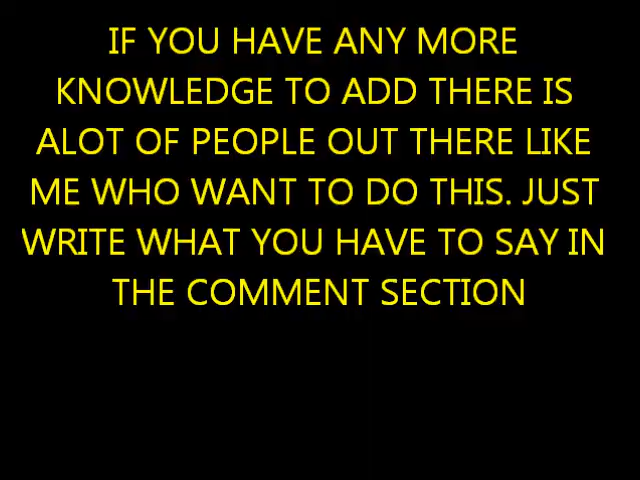 IF YOU HAVE ANY MORE
KNOWLEDGE TO ADD THERE IS
ALOT OF PEOPLE OUT THERE LIKE
ME WHO WANT TO DO THIS. JUST
WRITE WHAT YOU HAVE TO SAY IN
THE COMMENT SECTION